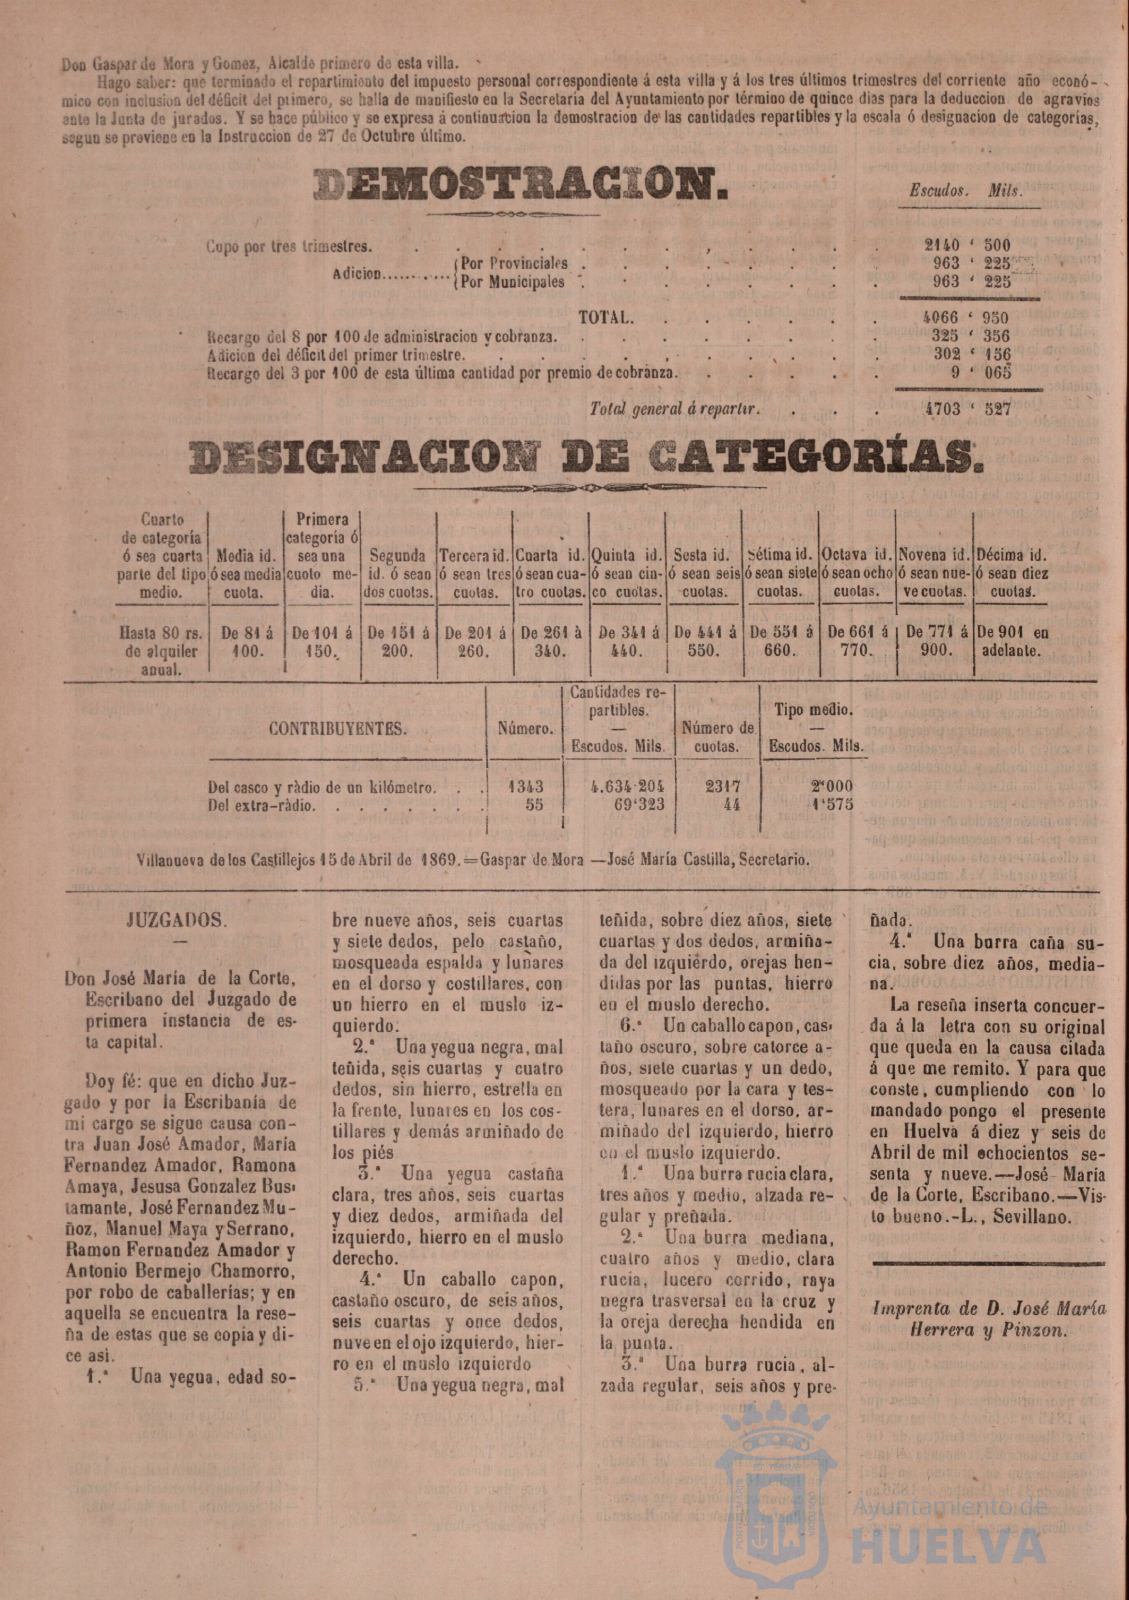 Don Gaspar de Mora y Gomez, Alcalde primero de esta villa.
Hago saber: que terminado el repartimiento del impuesto personal correspondiente á esta villa y á los tres últimos trimestres del corriente año econó-
mico con inclusion del déficit del primero, se halla de manifiesto en la Secretaría del Ayuntamiento por término de quince dias para la deduccion de agravios
ante la Junta de jurados. Y se hace público y se expresa á continuacion la demostracion de las cantidades repartibles y la escala ó designacion de categorías,
segun se previene en la Instruccion de 27 de Octubre último.
DEMOSTRACION.
Escudos. Mils.
Cupo por tres trimestres. 2140 ‘ 500
Adicion. Por Provinciales 963 ‘ 225
Por Municipales 963 ‘ 225
TOTAL. 4066 ‘ 950
Recargo del 8 por 100 de administracion y cobranza. 325 ‘ 356
Adicion del déficit del primer trimestre. 302 ‘ 156
Recargo del 3 por 100 de esta última cantidad por premio de cobranza. 9 ‘ 065
Total general á repartir. 4703 ‘ 527
DESIGNACION DE CATEGORÍAS.
Cuarto de categoría ó sea cuarta parte del tipo medio. Media id. ó sea media cuota. Primera categoria ó sea una cuoto media. Segunda id. ó sean dos cuotas. Tercera id. ó sean tres cuotas. Cuarta id. ó sean cuatro cuotas. Quinta id. ó sean cinco cuotas. Sesta id. ó sean seis cuotas. Sétima id. ó sean siete cuotas. Octava id. ó sean ocho cuotas. Novena id. ó sean nueve cuotas. Décima id. ó sean diez cuotas.
Hasta 80 rs. de alquiler anual. De 81 á 100. De 101 á 150. De 151 á 200. De 201 á 260. De 261 à 340. De 341 á 440. De 441 á 550. De 551 á 660. De 661 á 770. De 771 á 900. De 901 en adelante.
CONTRIBUYENTES. Número. Cantidades repartibles. — Escudos. Mils. Número de cuotas. Tipo medio. — Escudos. Mils.
Del casco y ràdio de un kilómetro. 1343 4.634‘204 2317 2‘000
Del extra-ràdio. 55 69‘323 44 1‘575
Villanueva de los Castillejos 15 de Abril de 1869.=Gaspar de Mora —José María Castilla, Secretario.
JUZGADOS.
—
Don José María de la Corte,
Escribano del Juzgado de
primera instancia de es-
ta capital.
Doy fé: que en dicho Juz-
gado y por la Escribanía de
mi cargo se sigue causa con-
tra Juan José Amador, María
Fernandez Amador, Ramona
Amaya, Jesusa Gonzalez Bus-
tamante, José Fernandez Mu-
ñoz, Manuel Maya y Serrano,
Ramon Fernandez Amador y
Antonio Bermejo Chamorro,
por robo de caballerías; y en
aquella se encuentra la rese-
ña de estas que se copia y di-
ce asi.
1.ª Una yegua, edad so-
bre nueve años, seis cuartas
y siete dedos, pelo castaño,
mosqueada espalda y lunares
en el dorso y costillares, con
un hierro en el muslo iz-
quierdo.
2.ª Una yegua negra, mal
teñida, seis cuartas y cuatro
dedos, sin hierro, estrella en
la frente, lunares en los cos-
tillares y demás armiñado de
los piés
3.ª Una yegua castaña
clara, tres años, seis cuartas
y diez dedos, armiñada del
izquierdo, hierro en el muslo
derecho.
4.ª Un caballo capon,
castaño oscuro, de seis años,
seis cuartas y once dedos,
nuve en el ojo izquierdo, hier-
ro en el muslo izquierdo
5.ª Una yegua negra, mal
teñida, sobre diez años, siete
cuartas y dos dedos, armiña-
da del izquierdo, orejas hen-
didas por las puntas, hierro
en el muslo derecho.
6.ª Un caballo capon, cas-
taño oscuro, sobre catorce a-
ños, siete cuartas y un dedo,
mosqueado por la cara y tes-
tera, lunares en el dorso, ar-
miñado del izquierdo, hierro
en el muslo izquierdo.
1.ª Una burra rucia clara,
tres años y medio, alzada re-
gular y preñada.
2.ª Una burra mediana,
cuatro años y medio, clara
rucia, lucero corrido, raya
negra trasversal en la cruz y
la oreja derecha hendida en
la punta.
3.ª Una burra rucia, al-
zada regular, seis años y pre-
ñada.
4.ª Una burra caña su-
cia, sobre diez años, media-
na.
La reseña inserta concuer-
da á la letra con su original
que queda en la causa citada
á que me remito. Y para que
conste, cumpliendo con lo
mandado pongo el presente
en Huelva á diez y seis de
Abril de mil ochocientos se-
senta y nueve.—José María
de la Corte, Escribano.—Vis-
to bueno.-L., Sevillano.
Imprenta de D. José María
Herrera y Pinzon.
Ayuntamiento de
HUELVA